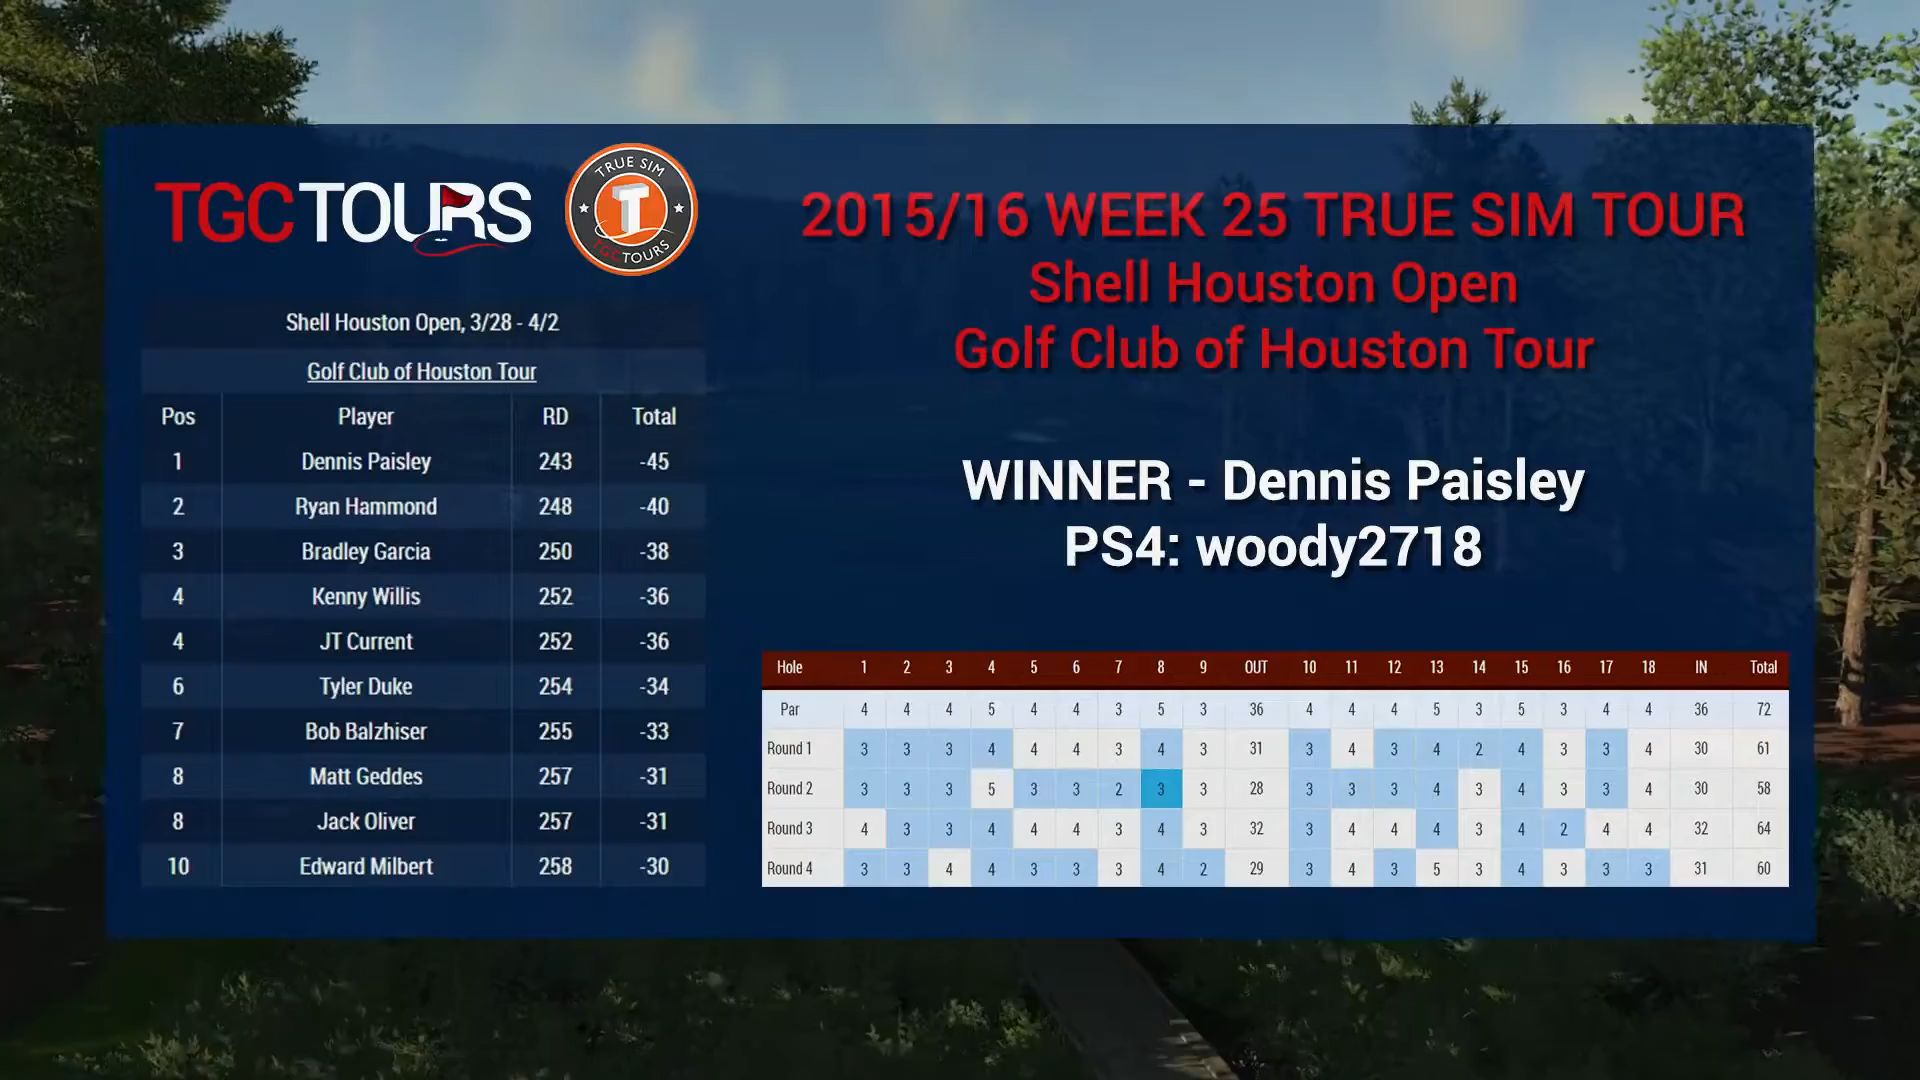 TGCTOURS
TRUE SIM
TGCTOURS
2015/16 WEEK 25 TRUE SIM TOUR
Shell Houston Open
Golf Club of Houston Tour
Shell Houston Open, 3/28 - 4/2
Golf Club of Houston Tour
Pos Player RD Total
1 Dennis Paisley 243 -45
2 Ryan Hammond 248 -40
3 Bradley Garcia 250 -38
4 Kenny Willis 252 -36
4 JT Current 252 -36
6 Tyler Duke 254 -34
7 Bob Balzhiser 255 -33
8 Matt Geddes 257 -31
8 Jack Oliver 257 -31
10 Edward Milbert 258 -30
WINNER - Dennis Paisley
PS4: woody2718
Hole 1 2 3 4 5 6 7 8 9 OUT 10 11 12 13 14 15 16 17 18 IN Total
Par 4 4 4 5 4 4 3 5 3 36 4 4 4 5 3 5 3 4 4 36 72
Round 1 3 3 3 4 4 4 3 4 3 31 3 4 3 4 2 4 3 3 4 30 61
Round 2 3 3 3 5 3 3 2 3 3 28 3 3 3 4 3 4 3 3 4 30 58
Round 3 4 3 3 4 4 4 3 4 3 32 3 4 4 4 3 4 2 4 4 32 64
Round 4 3 3 4 4 3 3 3 4 2 29 3 4 3 5 3 4 3 3 3 31 60